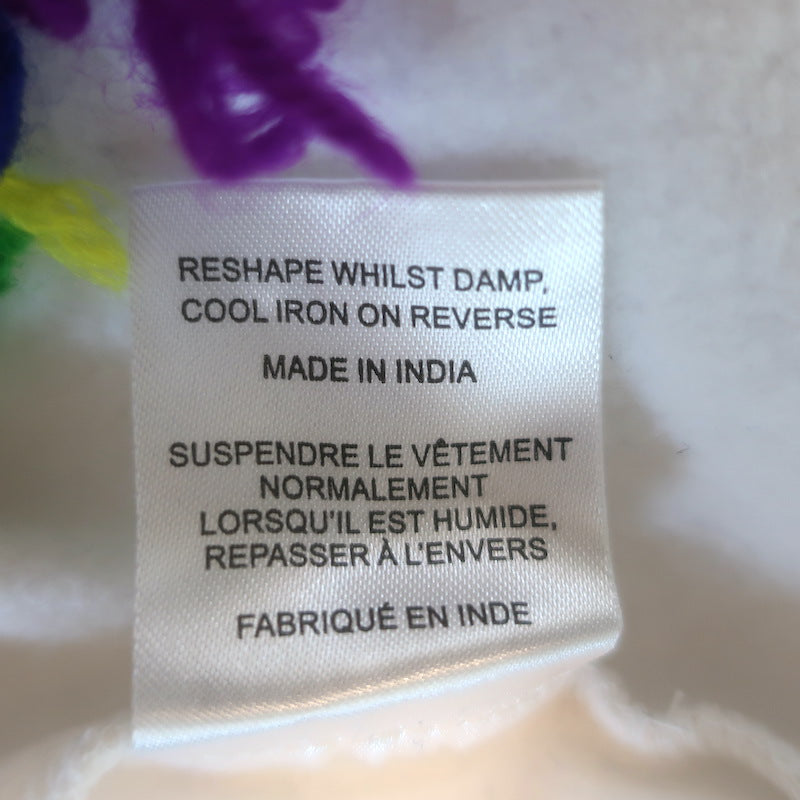 RESHAPE WHILST DAMP,
COOL IRON ON REVERSE
MADE IN INDIA
SUSPENDRE LE VÊTEMENT
NORMALEMENT
LORSQU'IL EST HUMIDE,
REPASSER À L'ENVERS
FABRIQUÉ EN INDE